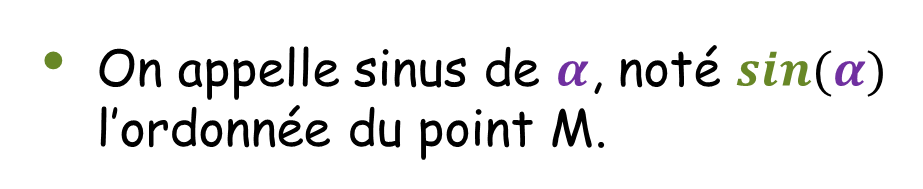 • On appelle sinus de α, noté sin(α)
l’ordonnée du point M.